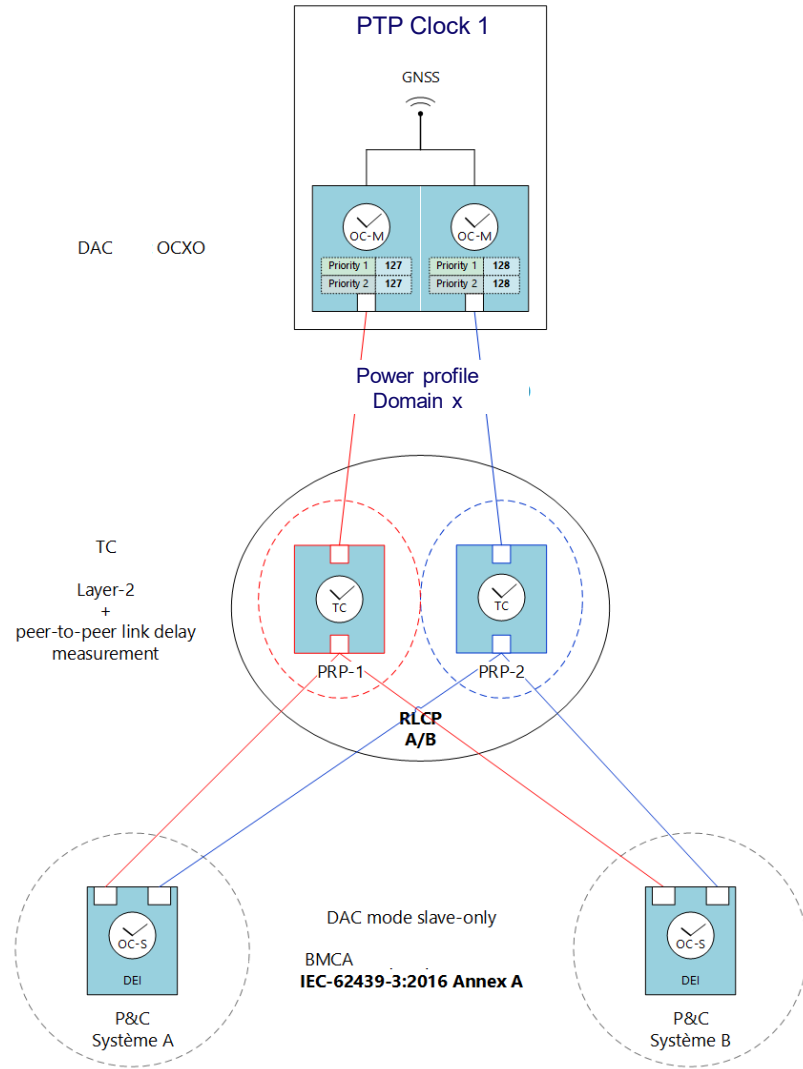 PTP Clock 1
GNSS
OC-M OC-M
Priority 1 127 Priority 1 128
Priority 2 127 Priority 2 128
DAC OCXO
Power profile
Domain x
TC
Layer-2
+
peer-to-peer link delay
measurement
TC TC
PRP-1 PRP-2
RLCP
A/B
OC-S OC-S
DEI DEI
DAC mode slave-only
BMCA
IEC-62439-3:2016 Annex A
P&C P&C
Système A Système B